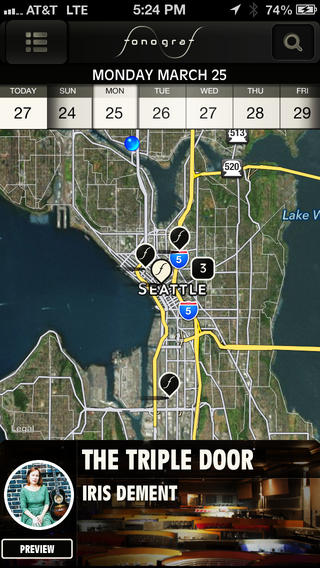 AT&T LTE 5:24 PM 74%
fonograf
MONDAY MARCH 25
TODAY SUN MON TUE WED THU FRI
27 24 25 26 27 28 29
513
520
Lake W
5
3
SEATTLE
5
Legal
THE TRIPLE DOOR
IRIS DEMENT
PREVIEW